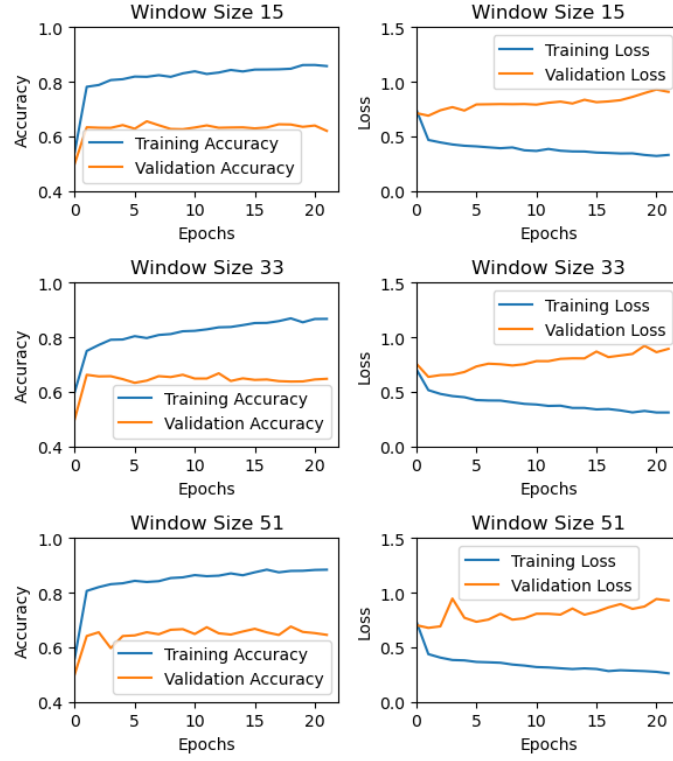 Window Size 15
Accuracy
1.0
0.8
0.6
0.4
Training Accuracy
Validation Accuracy
0 5 10 15 20
Epochs
Window Size 15
Loss
1.5
1.0
0.5
0.0
Training Loss
Validation Loss
0 5 10 15 20
Epochs
Window Size 33
Accuracy
1.0
0.8
0.6
0.4
Training Accuracy
Validation Accuracy
0 5 10 15 20
Epochs
Window Size 33
Loss
1.5
1.0
0.5
0.0
Training Loss
Validation Loss
0 5 10 15 20
Epochs
Window Size 51
Accuracy
1.0
0.8
0.6
0.4
Training Accuracy
Validation Accuracy
0 5 10 15 20
Epochs
Window Size 51
Loss
1.5
1.0
0.5
0.0
Training Loss
Validation Loss
0 5 10 15 20
Epochs